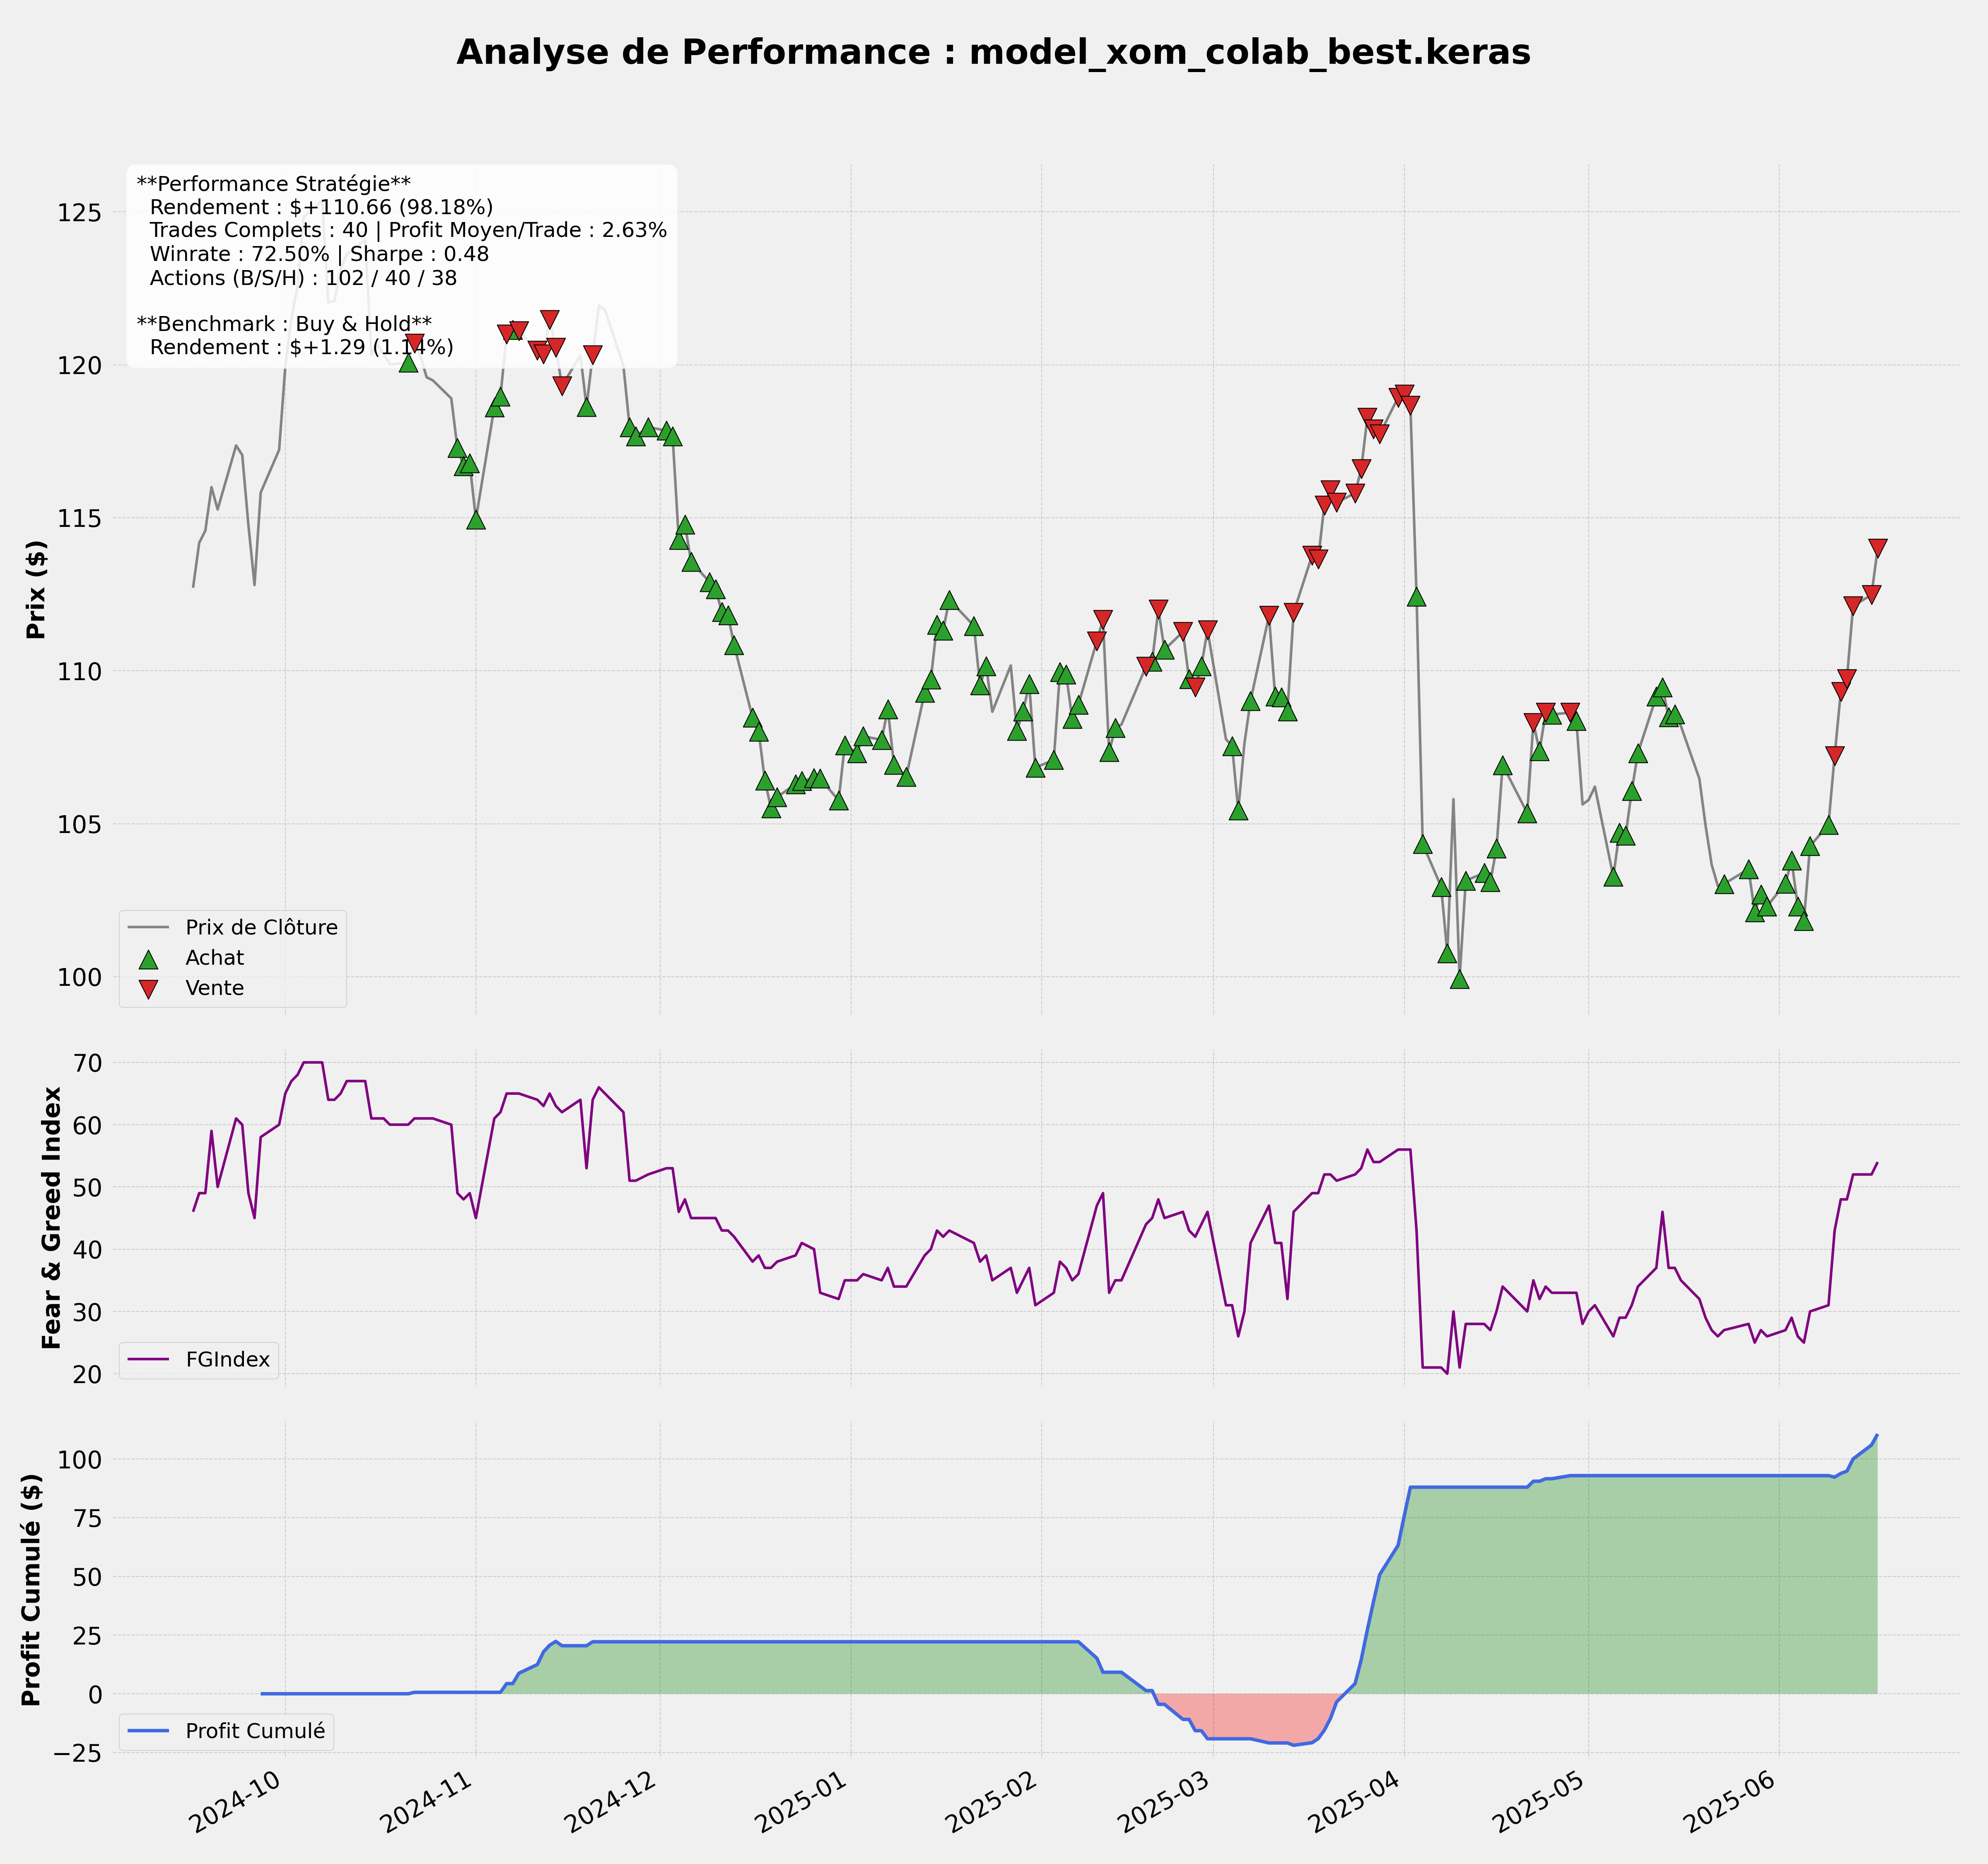 Analyse de Performance : model_xom_colab_best.keras
**Performance Stratégie**
Rendement : $+110.66 (98.18%)
Trades Complets : 40 | Profit Moyen/Trade : 2.63%
Winrate : 72.50% | Sharpe : 0.48
Actions (B/S/H) : 102 / 40 / 38
**Benchmark : Buy & Hold**
Rendement : $+1.29 (1.14%)
Prix ($)
125
120
115
110
105
100
Prix de Clôture
Achat
Vente
Fear & Greed Index
70
60
50
40
30
20
FGIndex
Profit Cumulé ($)
100
75
50
25
0
−25
Profit Cumulé
2024-10
2024-11
2024-12
2025-01
2025-02
2025-03
2025-04
2025-05
2025-06